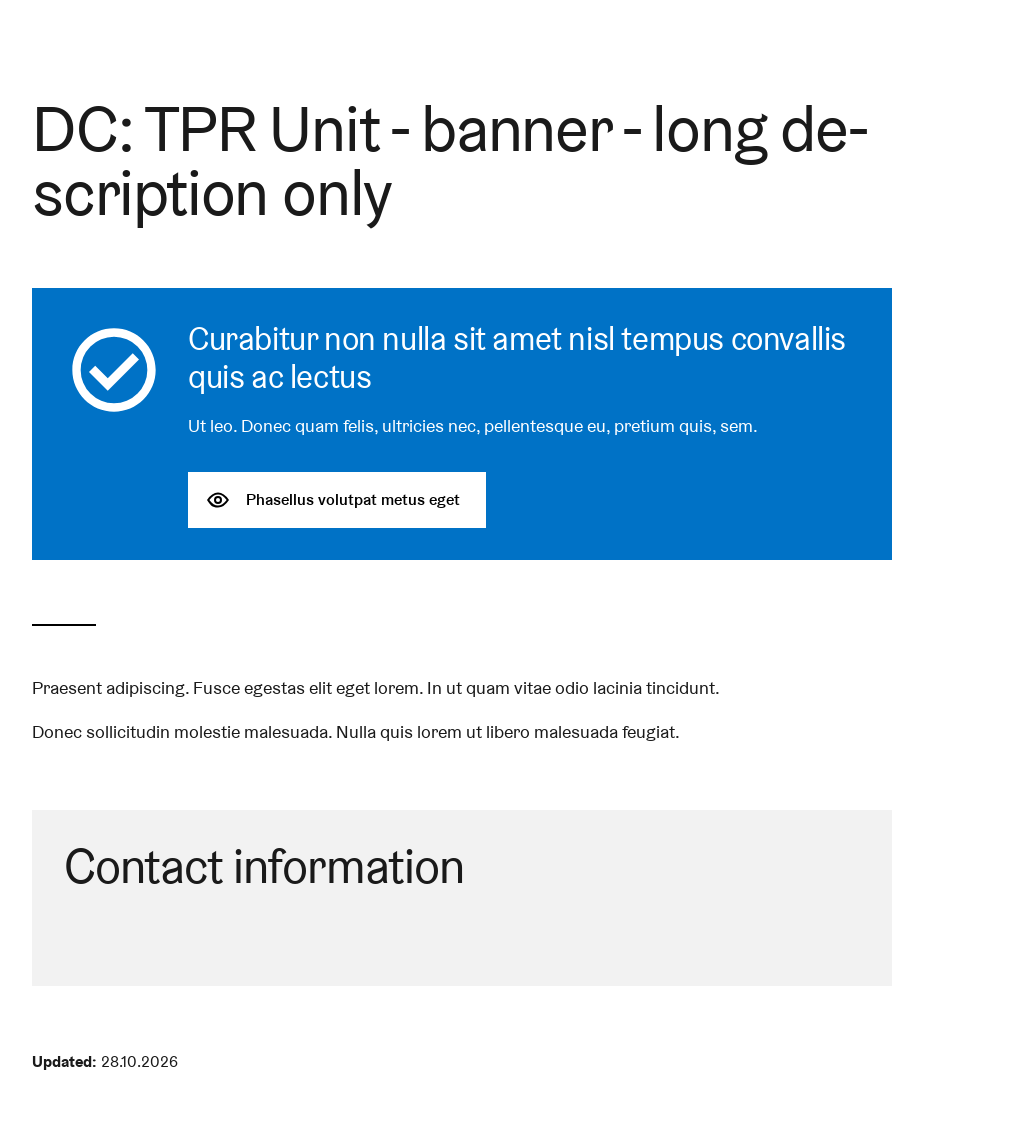 DC: TPR Unit - banner - long de-
scription only
Curabitur non nulla sit amet nisl tempus convallis
quis ac lectus
Ut leo. Donec quam felis, ultricies nec, pellentesque eu, pretium quis, sem.
Phasellus volutpat metus eget
Praesent adipiscing. Fusce egestas elit eget lorem. In ut quam vitae odio lacinia tincidunt.
Donec sollicitudin molestie malesuada. Nulla quis lorem ut libero malesuada feugiat.
Contact information
Updated: 28.10.2026